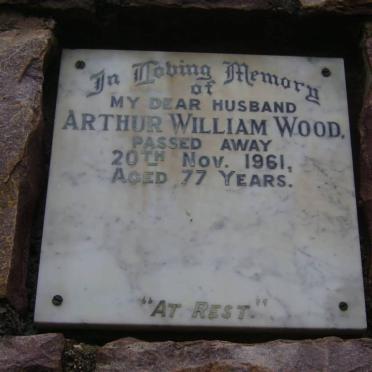 In Loving Memory
of
MY DEAR HUSBAND
ARTHUR WILLIAM WOOD,
PASSED AWAY
20TH NOV. 1961,
AGED 77 YEARS.
"AT REST."